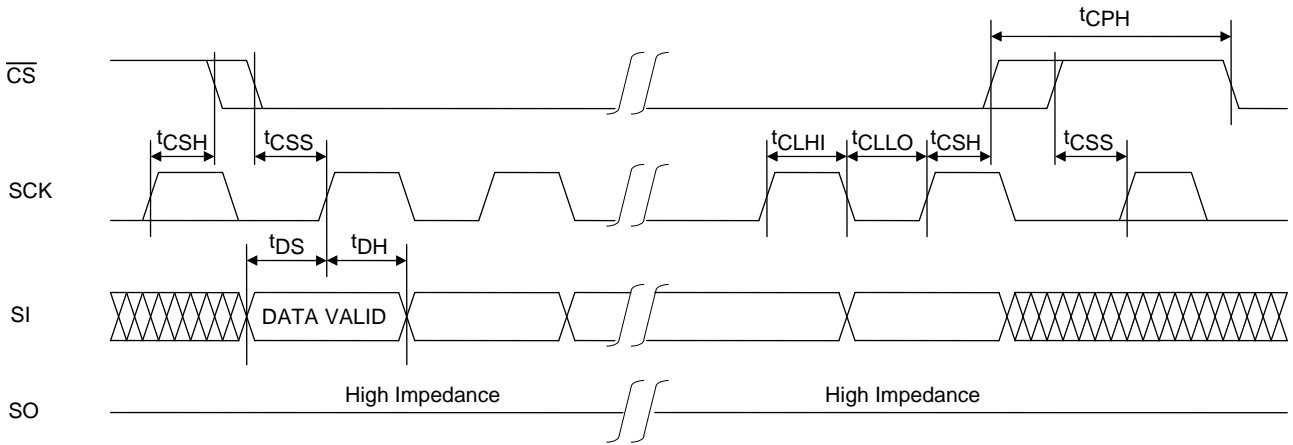 tCPH
CS
tCSH tCSS tCLHI tCLLO tCSH tCSS
SCK
tDS tDH
SI DATA VALID
High Impedance High Impedance
SO